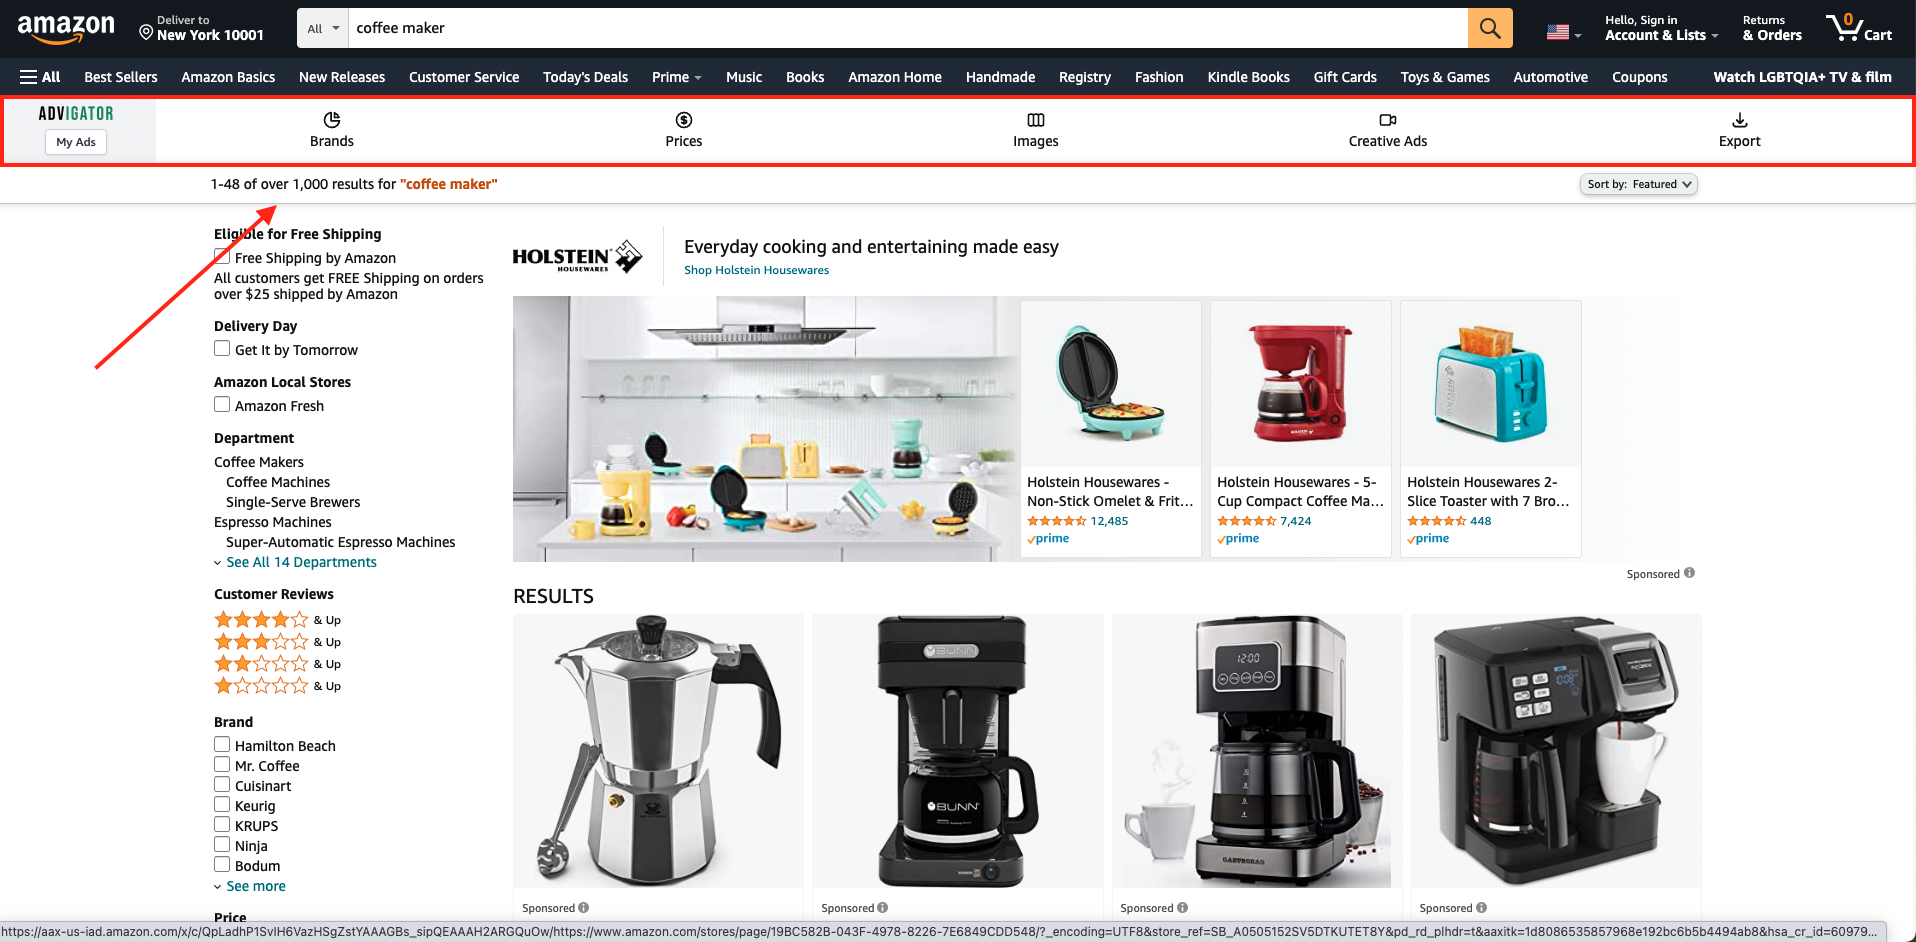 amazon
Deliver to
New York 10001
All
coffee maker
Hello, Sign in
Account & Lists
Returns
& Orders
0
Cart
All
Best Sellers
Amazon Basics
New Releases
Customer Service
Today's Deals
Prime
Music
Books
Amazon Home
Handmade
Registry
Fashion
Kindle Books
Gift Cards
Toys & Games
Automotive
Coupons
Watch LGBTQIA+ TV & film
ADVIGATOR
My Ads
Brands
Prices
Images
Creative Ads
Export
1-48 of over 1,000 results for "coffee maker"
Sort by: Featured
Eligible for Free Shipping
Free Shipping by Amazon
All customers get FREE Shipping on orders
over $25 shipped by Amazon
Delivery Day
Get It by Tomorrow
Amazon Local Stores
Amazon Fresh
Department
Coffee Makers
Coffee Machines
Single-Serve Brewers
Espresso Machines
Super-Automatic Espresso Machines
See All 14 Departments
Customer Reviews
& Up
& Up
& Up
& Up
Brand
Hamilton Beach
Mr. Coffee
Cuisinart
Keurig
KRUPS
Ninja
Bodum
See more
Price
HOLSTEIN
HOUSEWARES
Everyday cooking and entertaining made easy
Shop Holstein Housewares
Holstein Housewares -
Non-Stick Omelet & Frit...
12,485
prime
Holstein Housewares - 5-
Cup Compact Coffee Ma...
7,424
prime
Holstein Housewares 2-
Slice Toaster with 7 Bro...
448
prime
Sponsored
RESULTS
BUNN
BUNN
12:00
GASTRORAG
10:08
Sponsored
Sponsored
Sponsored
Sponsored
https://aax-us-iad.amazon.com/x/c/QpLadhP1SvIH6VazHSgZstYAAAGBs_sipQEAAAH2ARGQuOw/https://www.amazon.com/stores/page/19BC582B-043F-4978-8226-7E6849CDD548/?_encoding=UTF8&store_ref=SB_A0505152SV5DTKUTET8Y&pd_rd_plhdr=t&aaxitk=1d8086535857968e192bc6b5b4494ab8&hsa_cr_id=60979...